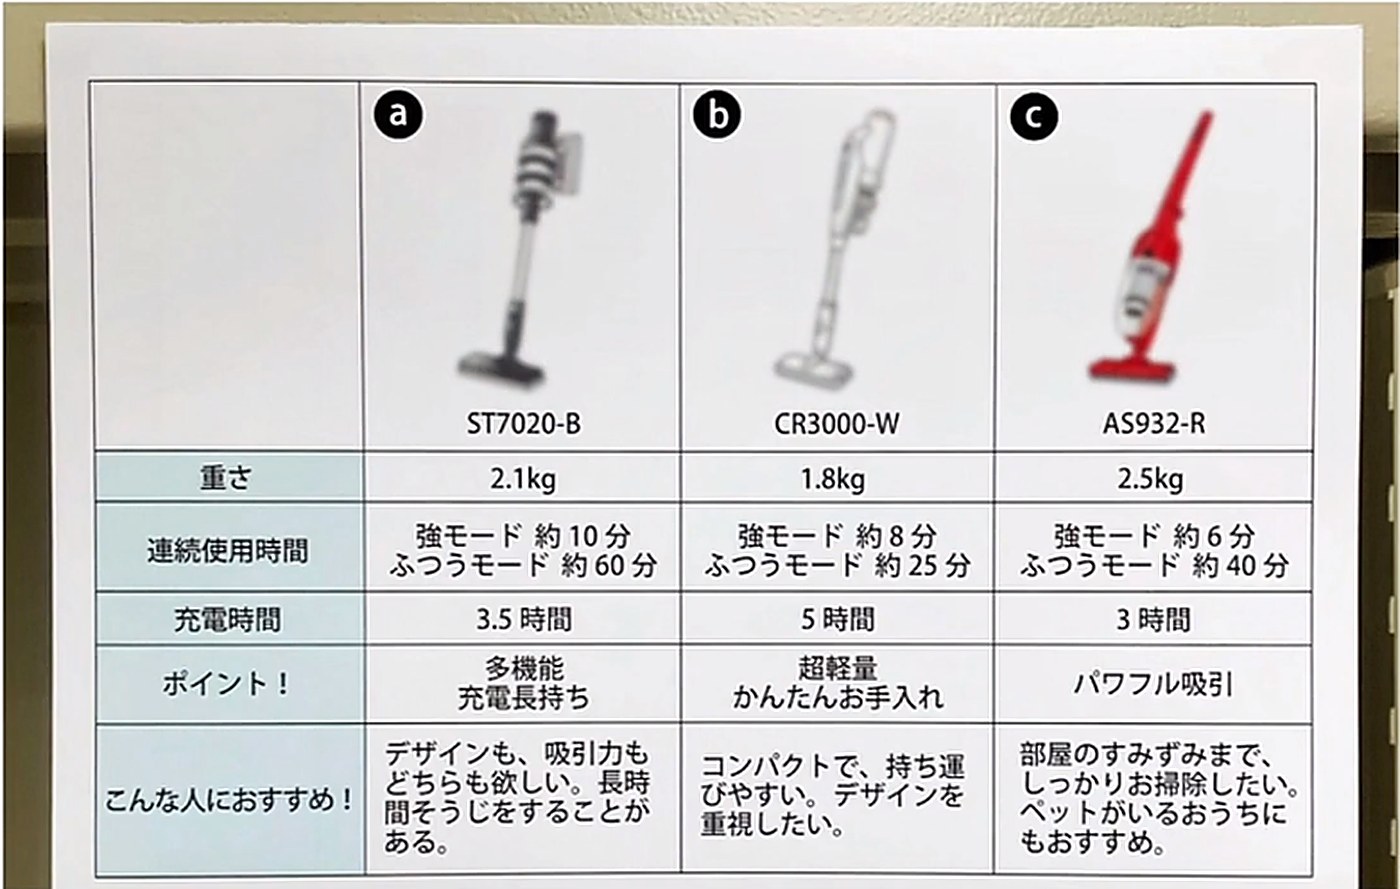 a
b
c
ST7020-B
CR3000-W
AS932-R
重さ
2.1kg
1.8kg
2.5kg
連続使用時間
強モード 約10分
ふつうモード 約60分
強モード 約8分
ふつうモード 約25分
強モード 約6分
ふつうモード 約40分
充電時間
3.5時間
5時間
3時間
ポイント！
多機能
充電長持ち
超軽量
かんたんお手入れ
パワフル吸引
こんな人におすすめ！
デザインも、吸引力も
どちらも欲しい。長時
間そうじをすることが
ある。
コンパクトで、持ち運
びやすい。デザインを
重視したい。
部屋のすみずみまで、
しっかりお掃除したい。
ペットがいるおうちに
もおすすめ。